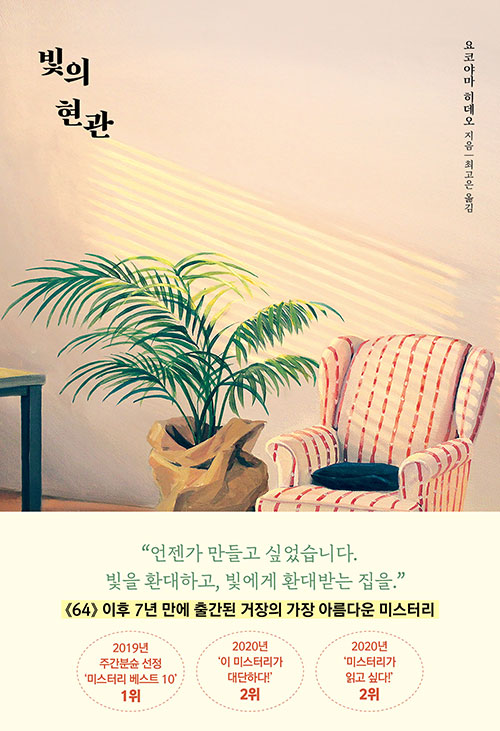 빛의
현관
요코야마 히데오 지음 | 최고은 옮김
“언젠가 만들고 싶었습니다.
빛을 환대하고, 빛에게 환대받는 집을.”
《64》 이후 7년 만에 출간된 거장의 가장 아름다운 미스터리
2019년
주간분슌 선정
‘미스터리 베스트 10’
1위
2020년
‘이 미스터리가
대단하다!’
2위
2020년
‘미스터리가
읽고 싶다!’
2위